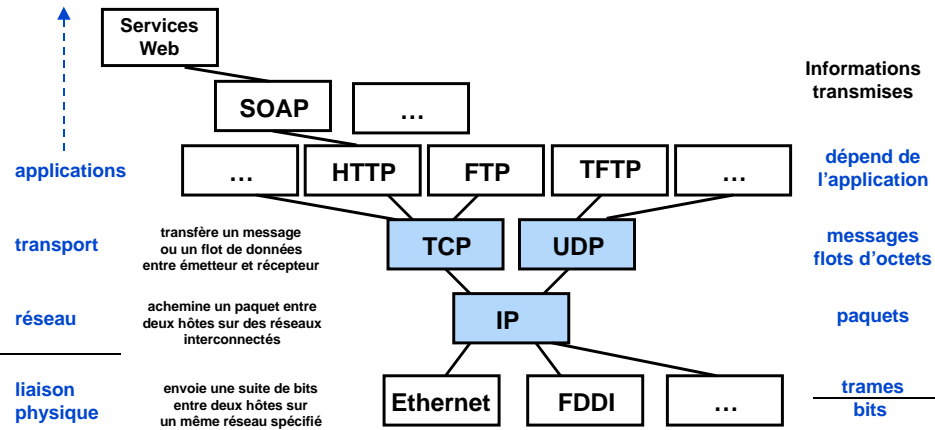 Services
Web
Informations
transmises
SOAP
…
applications
…
HTTP
FTP
TFTP
…
dépend de
l'application
transport
transfère un message
ou un flot de données
entre émetteur et récepteur
TCP
UDP
messages
flots d'octets
réseau
achemine un paquet entre
deux hôtes sur des réseaux
interconnectés
IP
paquets
liaison
physique
envoie une suite de bits
entre deux hôtes sur
un même réseau spécifié
Ethernet
FDDI
…
trames
bits